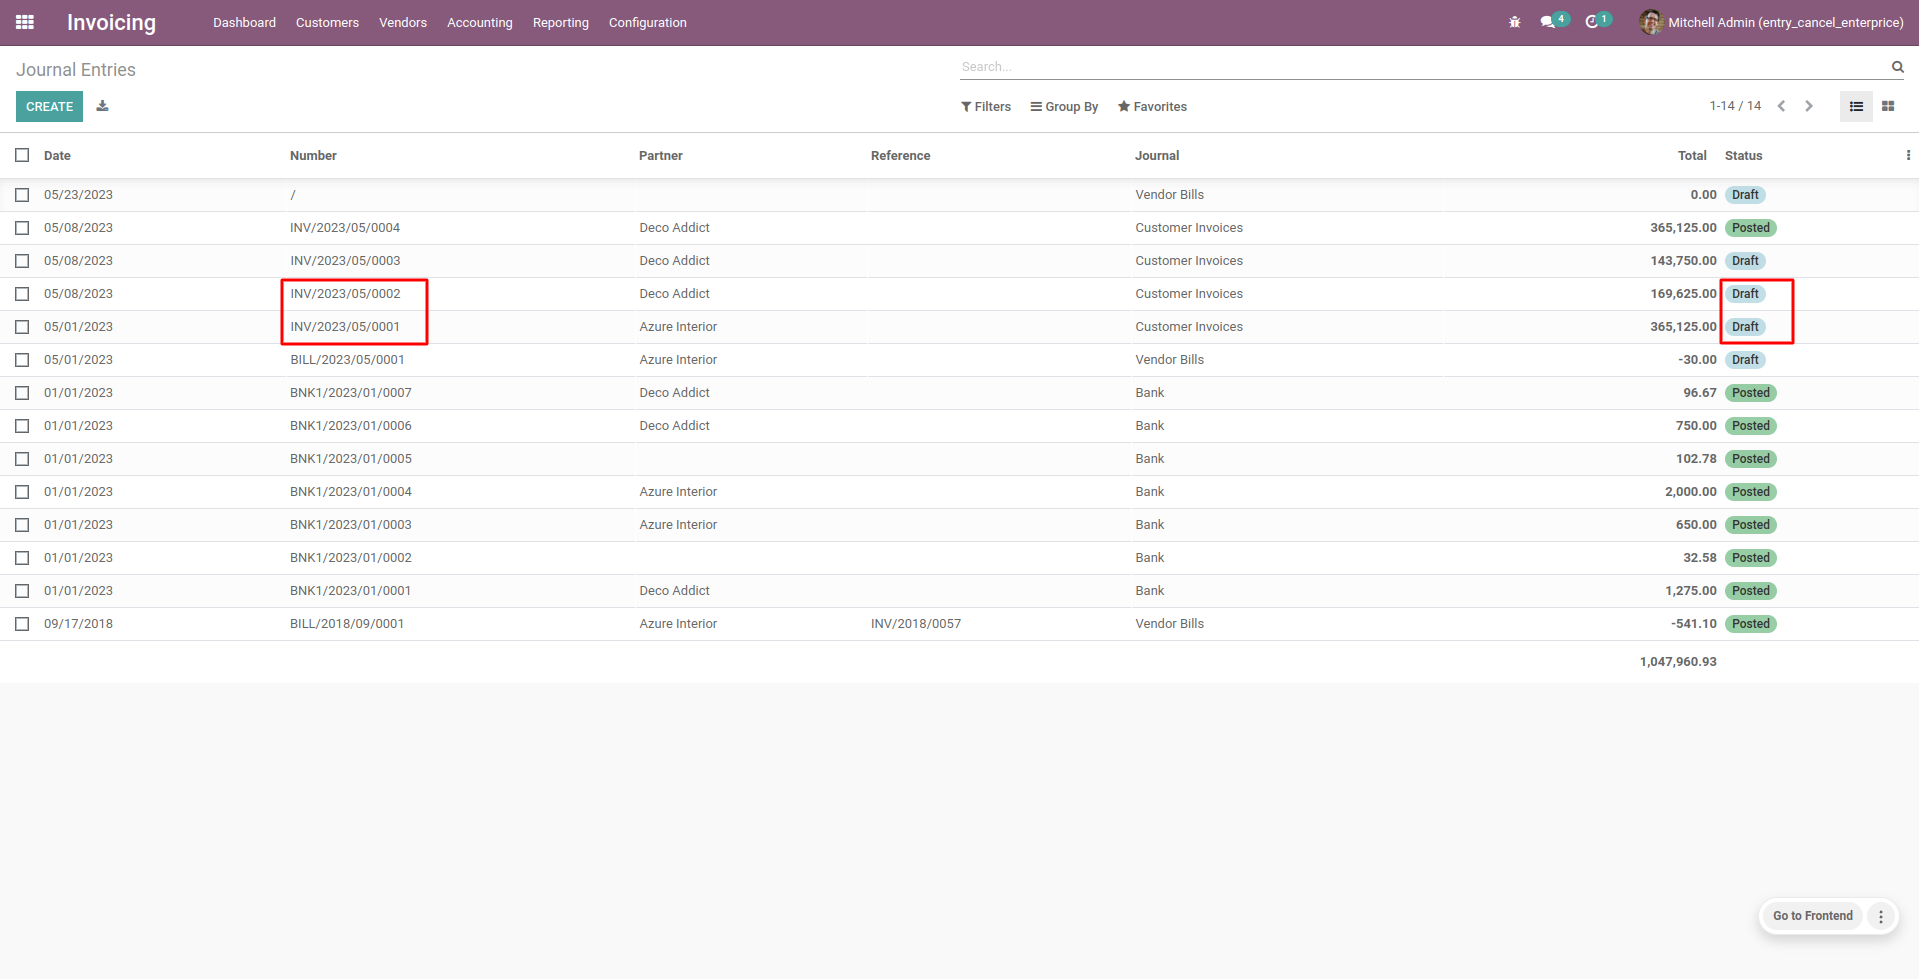 Invoicing Dashboard Customers Vendors Accounting Reporting Configuration 4 1 Mitchell Admin (entry_cancel_enterprice)
Journal Entries Search...
CREATE Filters Group By Favorites 1-14 / 14
Date Number Partner Reference Journal Total Status
05/23/2023 / Vendor Bills 0.00 Draft
05/08/2023 INV/2023/05/0004 Deco Addict Customer Invoices 365,125.00 Posted
05/08/2023 INV/2023/05/0003 Deco Addict Customer Invoices 143,750.00 Draft
05/08/2023 INV/2023/05/0002 Deco Addict Customer Invoices 169,625.00 Draft
05/01/2023 INV/2023/05/0001 Azure Interior Customer Invoices 365,125.00 Draft
05/01/2023 BILL/2023/05/0001 Azure Interior Vendor Bills -30.00 Draft
01/01/2023 BNK1/2023/01/0007 Deco Addict Bank 96.67 Posted
01/01/2023 BNK1/2023/01/0006 Deco Addict Bank 750.00 Posted
01/01/2023 BNK1/2023/01/0005 Bank 102.78 Posted
01/01/2023 BNK1/2023/01/0004 Azure Interior Bank 2,000.00 Posted
01/01/2023 BNK1/2023/01/0003 Azure Interior Bank 650.00 Posted
01/01/2023 BNK1/2023/01/0002 Bank 32.58 Posted
01/01/2023 BNK1/2023/01/0001 Deco Addict Bank 1,275.00 Posted
09/17/2018 BILL/2018/09/0001 Azure Interior INV/2018/0057 Vendor Bills -541.10 Posted
1,047,960.93
Go to Frontend